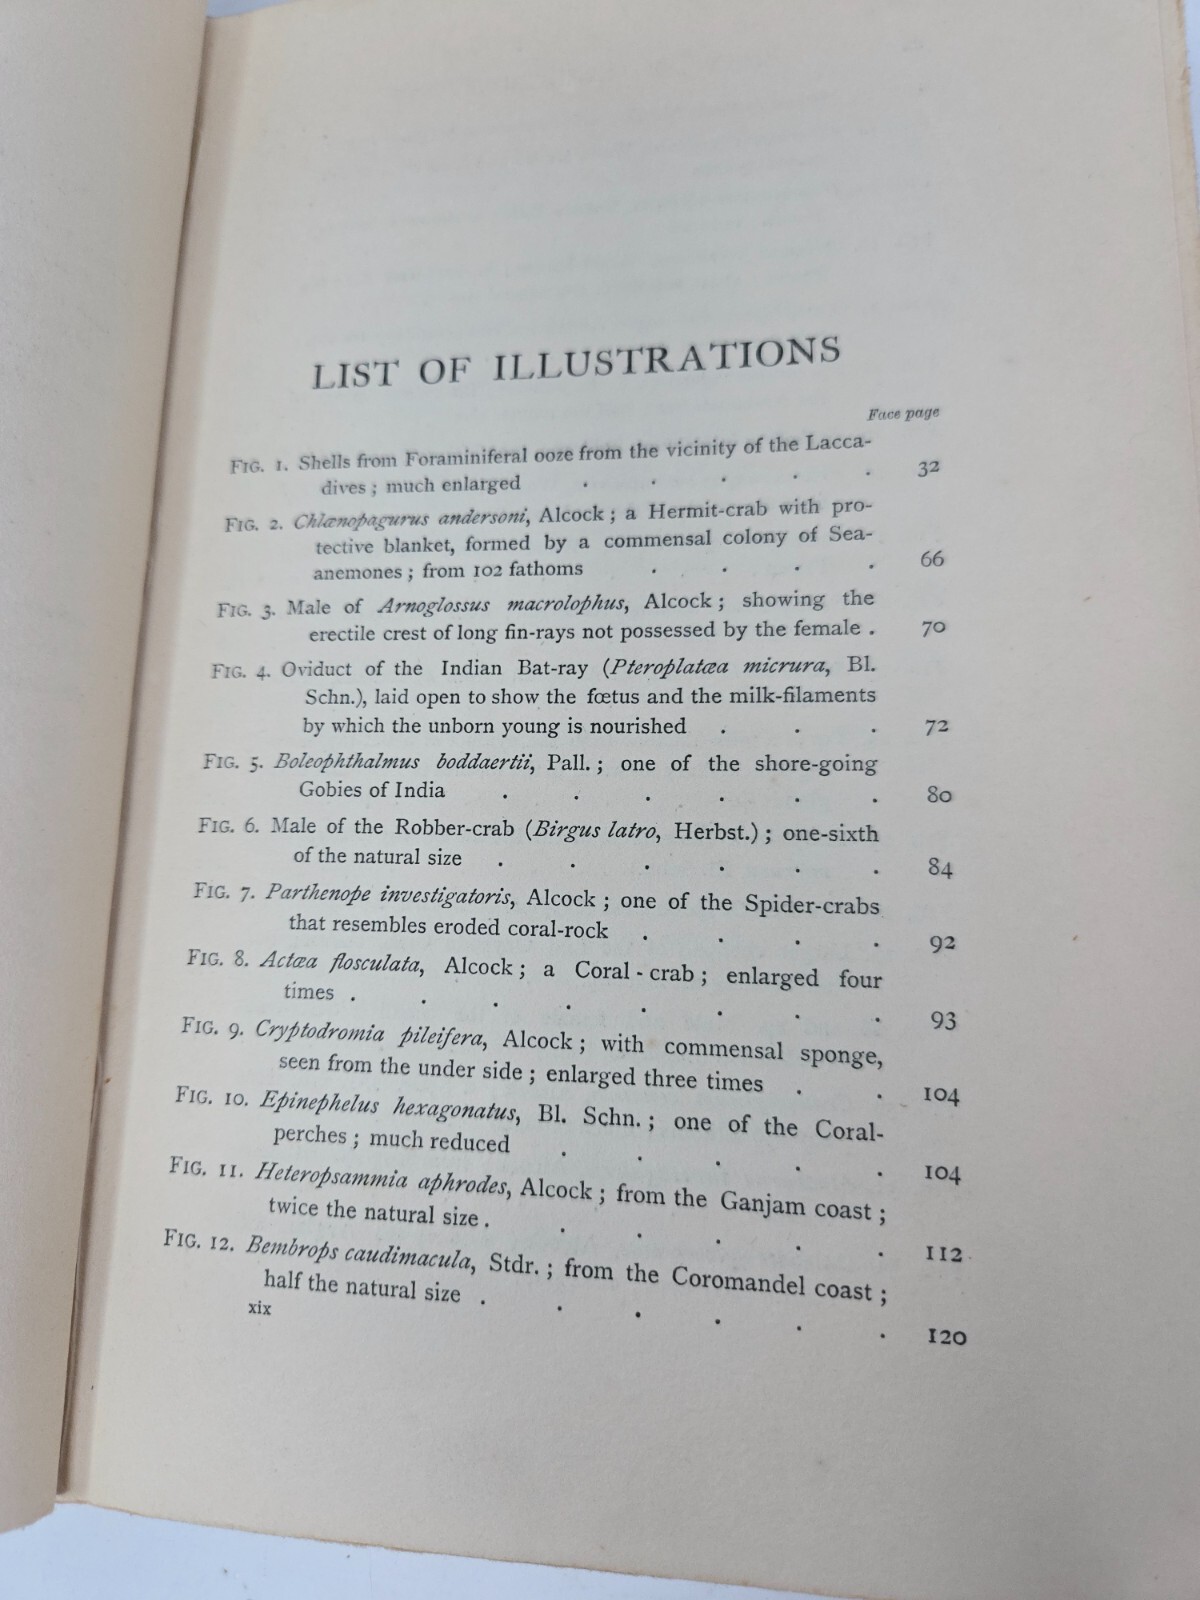 LIST OF ILLUSTRATIONS
Face page
FIG. 1. Shells from Foraminiferal ooze from the vicinity of the Lacca-
dives ; much enlarged . . . . . 32
FIG. 2. Chlænopagurus andersoni, Alcock ; a Hermit-crab with pro-
tective blanket, formed by a commensal colony of Sea-
anemones ; from 102 fathoms . . . . 66
FIG. 3. Male of Arnoglossus macrolophus, Alcock ; showing the
erectile crest of long fin-rays not possessed by the female . 70
FIG. 4. Oviduct of the Indian Bat-ray (Pteroplatæa micrura, Bl.
Schn.), laid open to show the fœtus and the milk-filaments
by which the unborn young is nourished . . . 72
FIG. 5. Boleophthalmus boddaertii, Pall. ; one of the shore-going
Gobies of India . . . . . . 80
FIG. 6. Male of the Robber-crab (Birgus latro, Herbst.) ; one-sixth
of the natural size . . . . . . 84
FIG. 7. Parthenope investigatoris, Alcock ; one of the Spider-crabs
that resembles eroded coral-rock . . . . 92
FIG. 8. Actæa flosculata, Alcock ; a Coral-crab ; enlarged four
times . . . . . . . . 93
FIG. 9. Cryptodromia pileifera, Alcock ; with commensal sponge,
seen from the under side ; enlarged three times . . 104
FIG. 10. Epinephelus hexagonatus, Bl. Schn. ; one of the Coral-
perches ; much reduced . . . . . 104
FIG. 11. Heteropsammia aphrodes, Alcock ; from the Ganjam coast ;
twice the natural size . . . . . . 112
FIG. 12. Bembrops caudimacula, Stdr. ; from the Coromandel coast ;
half the natural size . . . . . . 120
xix